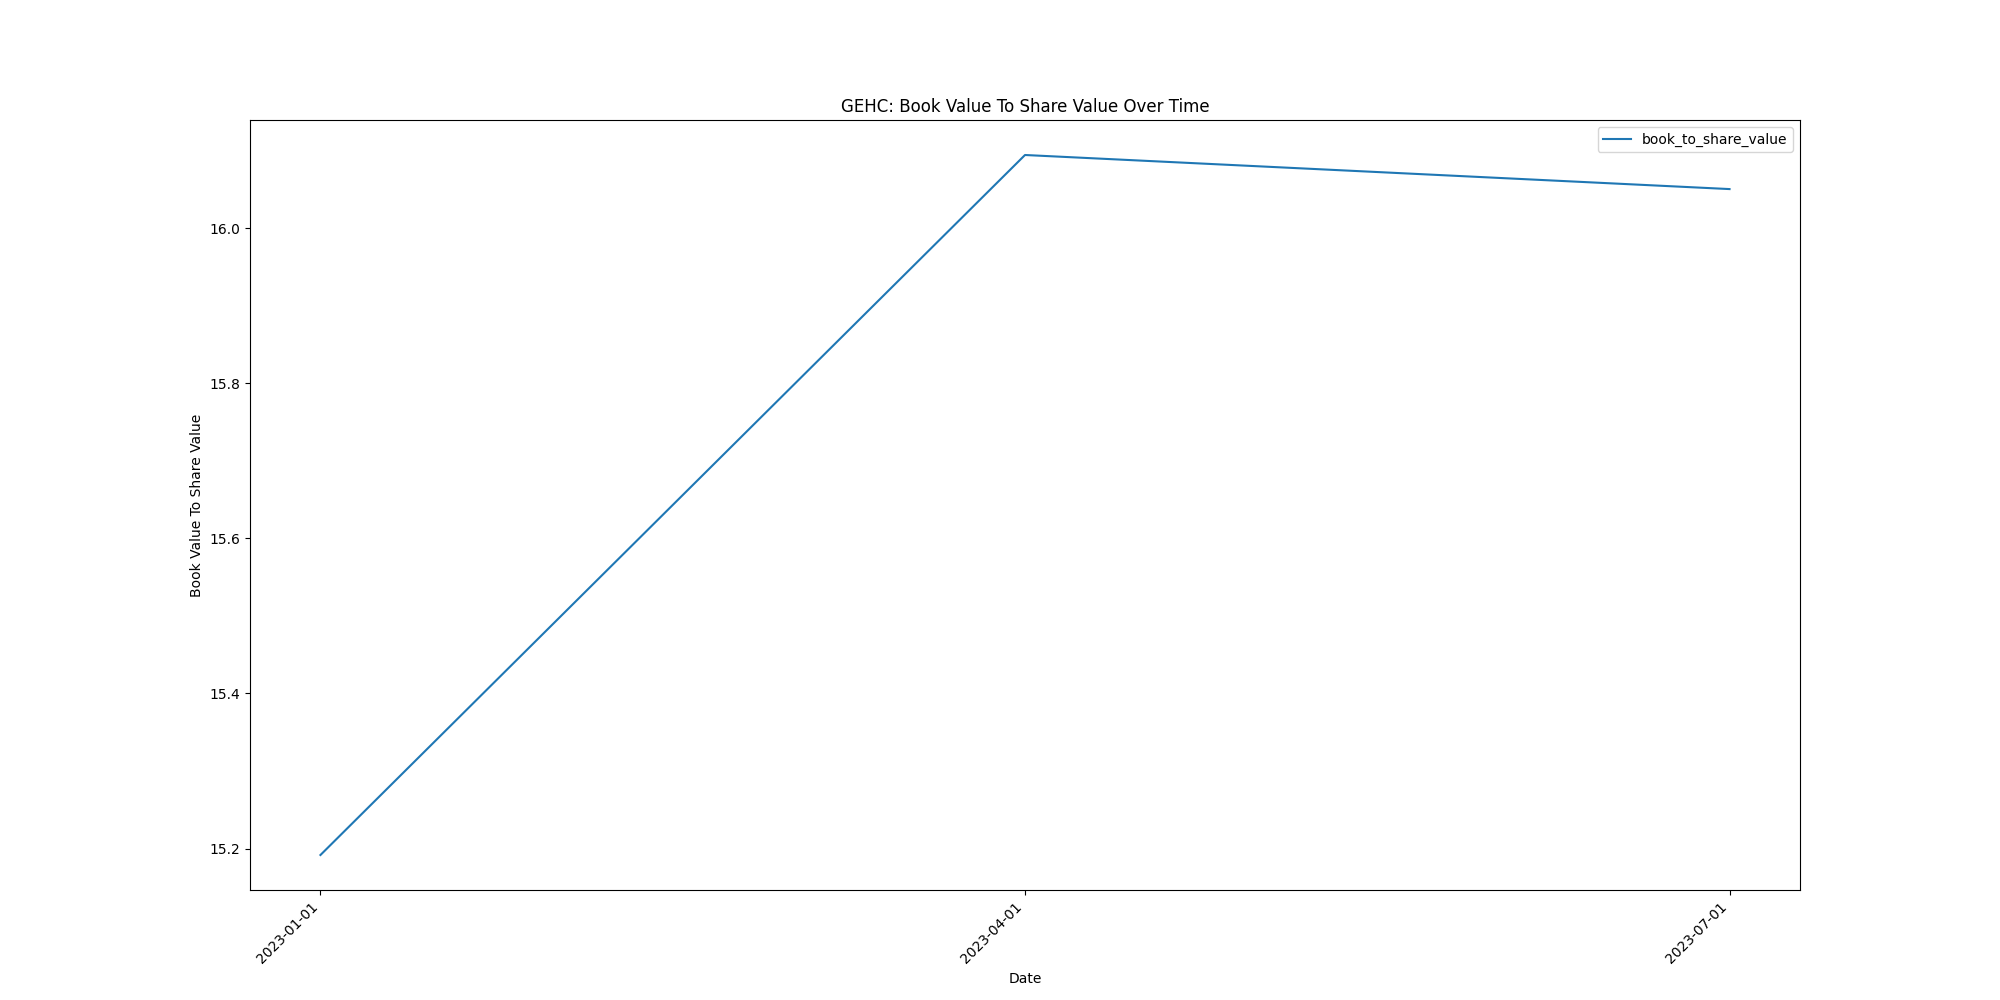 GEHC: Book Value To Share Value Over Time
book_to_share_value
Book Value To Share Value
16.0
15.8
15.6
15.4
15.2
2023-01-01
2023-04-01
2023-07-01
Date